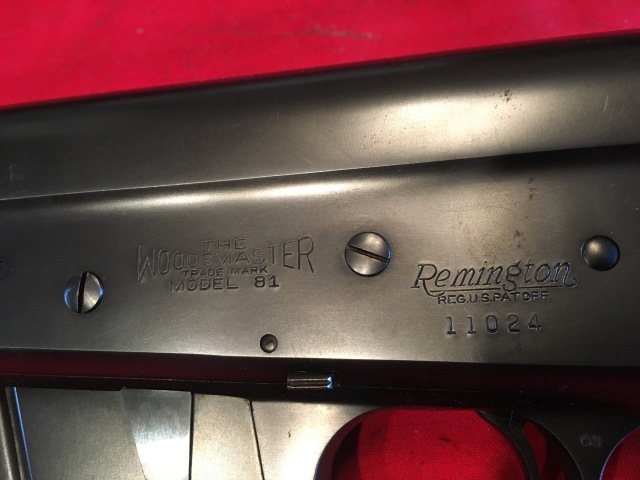 THE
WOODSMASTER
TRADE MARK
MODEL 81
Remington
REG.U.S.PAT.OFF.
11024